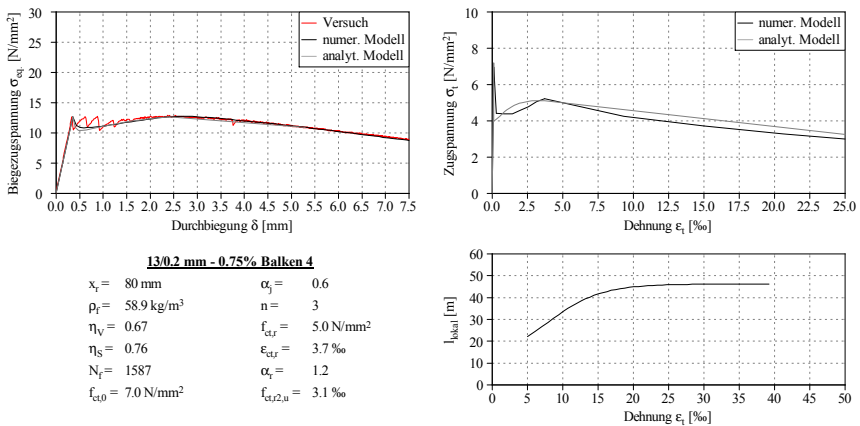 Biegezugspannung σeq. [N/mm²]
30
25
20
15
10
5
0
0.0 0.5 1.0 1.5 2.0 2.5 3.0 3.5 4.0 4.5 5.0 5.5 6.0 6.5 7.0 7.5
Durchbiegung δ [mm]
Versuch
numer. Modell
analyt. Modell
Zugspannung σt [N/mm²]
10
8
6
4
2
0
0.0 2.5 5.0 7.5 10.0 12.5 15.0 17.5 20.0 22.5 25.0
Dehnung εt [‰]
numer. Modell
analyt. Modell
13/0.2 mm - 0.75% Balken 4
xr = 80 mm αj = 0.6
ρf = 58.9 kg/m³ n = 3
ηV = 0.67 fct,r = 5.0 N/mm²
ηS = 0.76 εct,r = 3.7 ‰
Nf = 1587 αr = 1.2
fct,0 = 7.0 N/mm² fct,r2,u = 3.1 ‰
llokal [m]
60
50
40
30
20
10
0
0 5 10 15 20 25 30 35 40 45 50
Dehnung εt [‰]